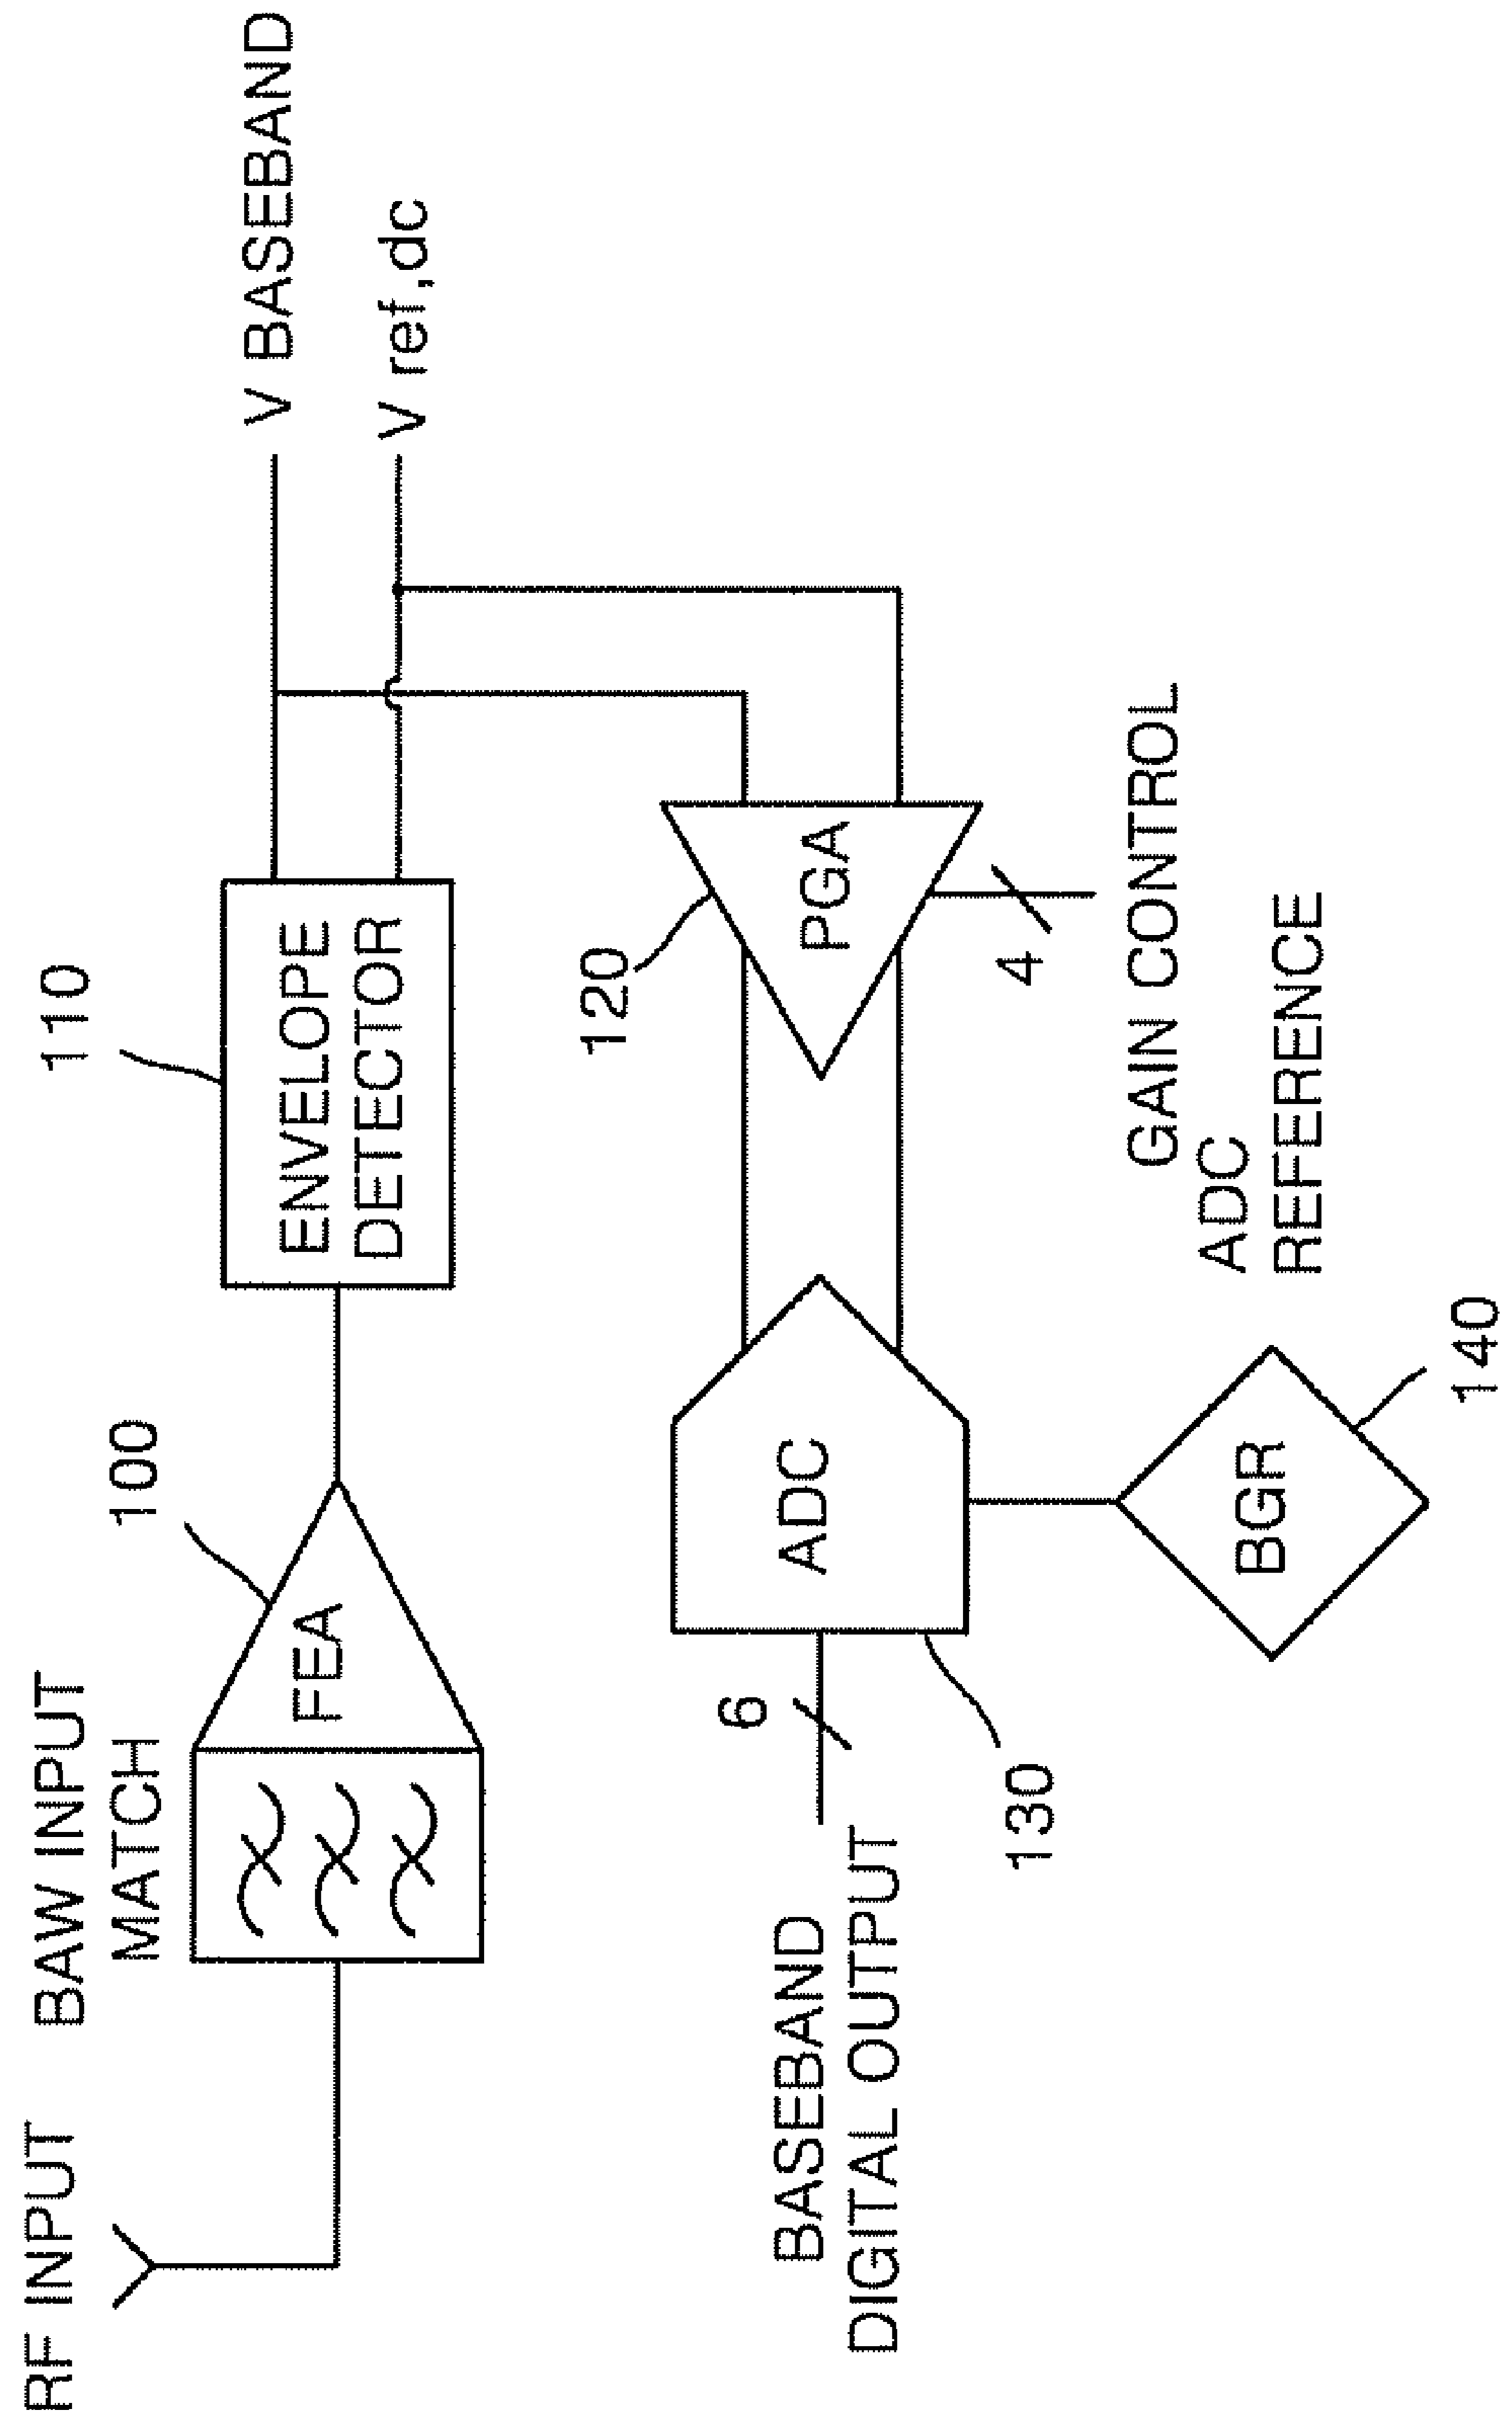 RF INPUT
BAW INPUT
MATCH
100
FEA
110
ENVELOPE
DETECTOR
V BASEBAND
V ref,dc
120
PGA
4
GAIN CONTROL
ADC
REFERENCE
ADC
6
BASEBAND
DIGITAL OUTPUT
130
BGR
140